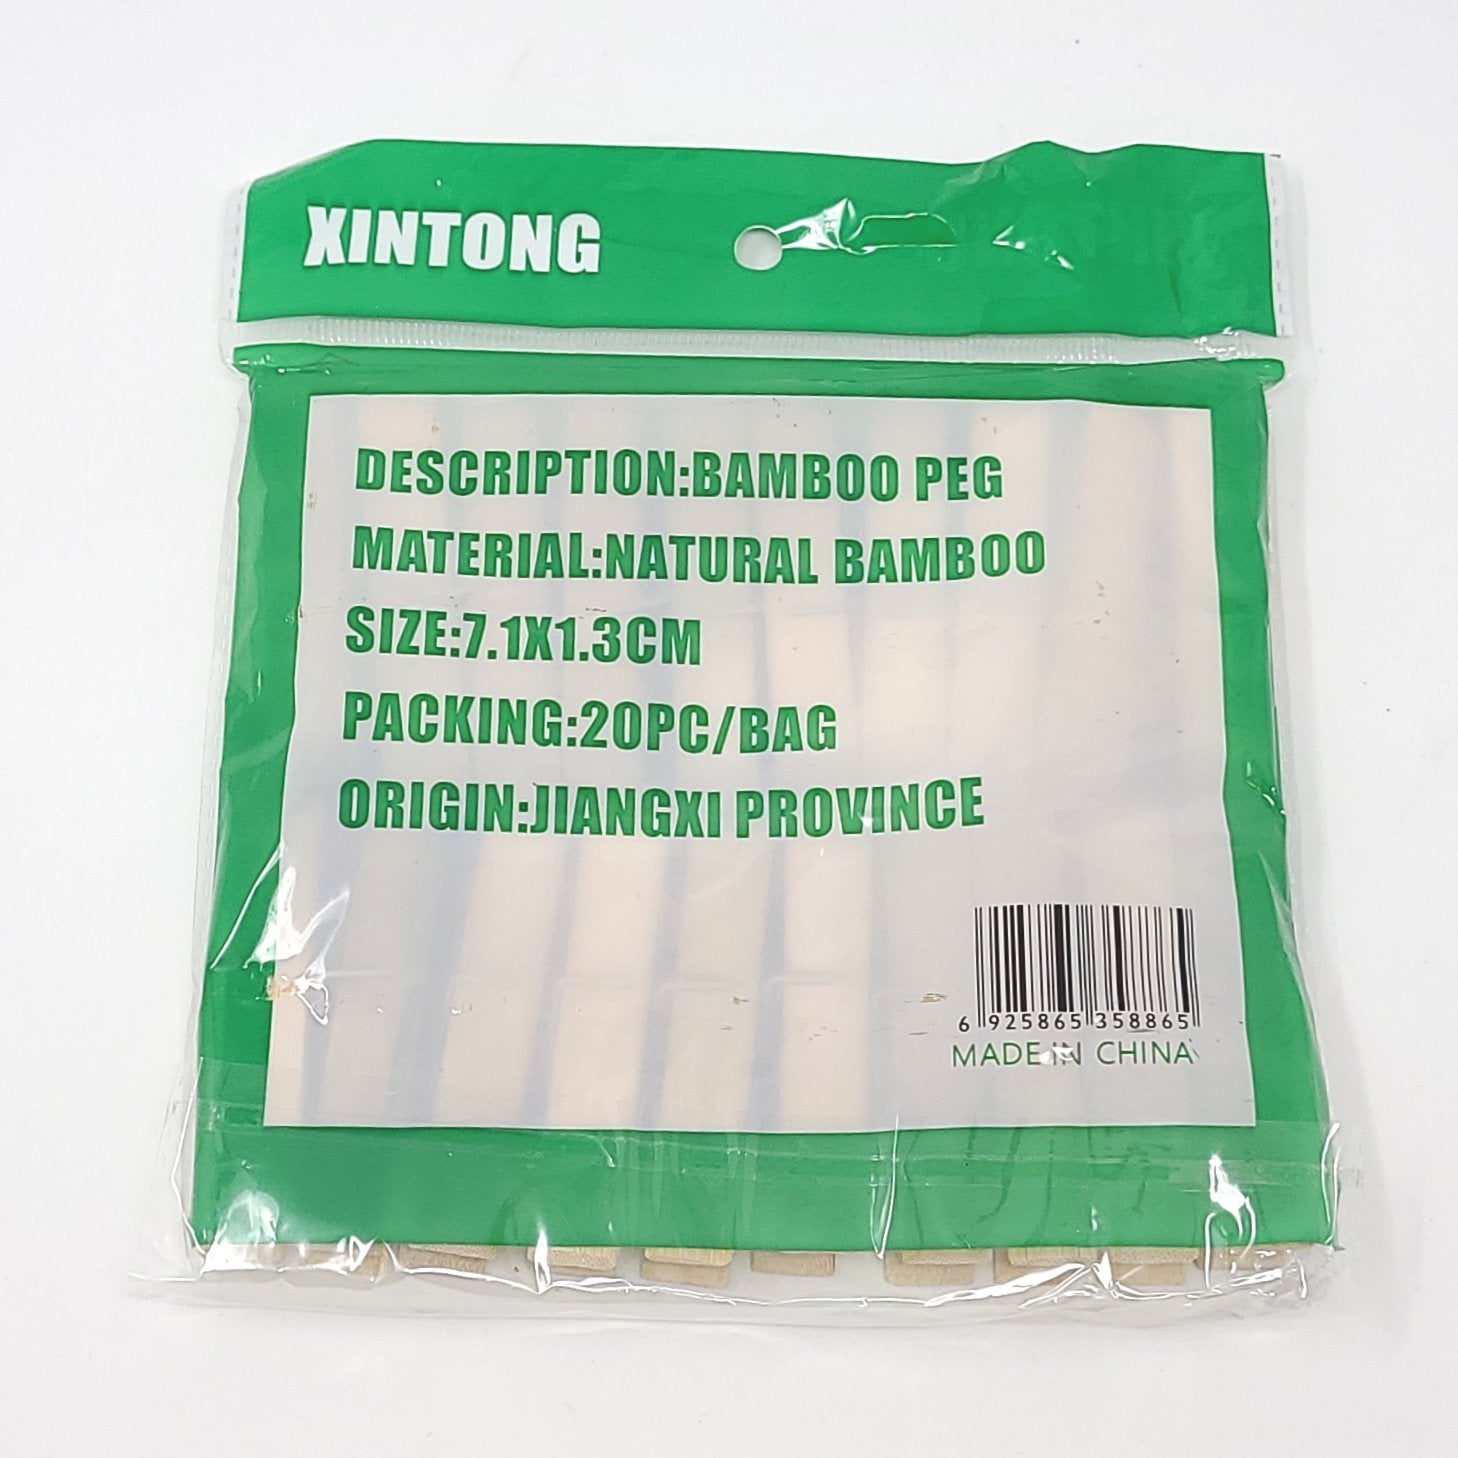 XINTONG
DESCRIPTION:BAMBOO PEG
MATERIAL:NATURAL BAMBOO
SIZE:7.1X1.3CM
PACKING:20PC/BAG
ORIGIN:JIANGXI PROVINCE
6 925865 358865
MADE IN CHINA